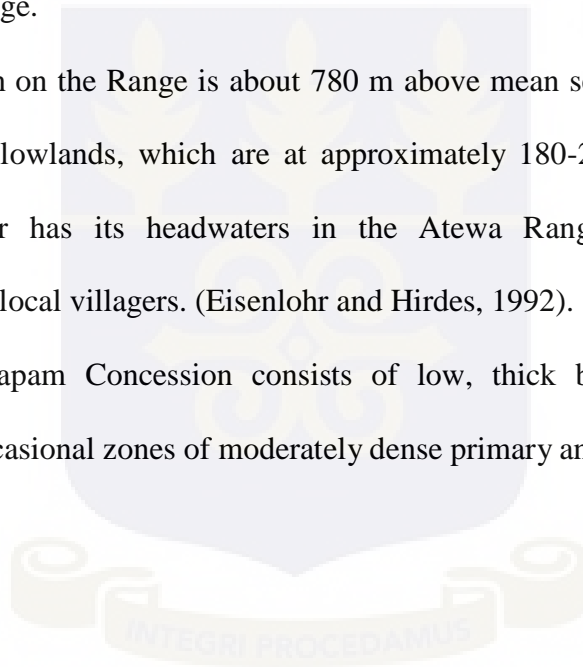 ge.
n on the Range is about 780 m above mean s
lowlands, which are at approximately 180-2
r has its headwaters in the Atewa Rang
local villagers. (Eisenlohr and Hirdes, 1992).
apam Concession consists of low, thick b
casional zones of moderately dense primary an
INTEGRI PROCEDAMUS